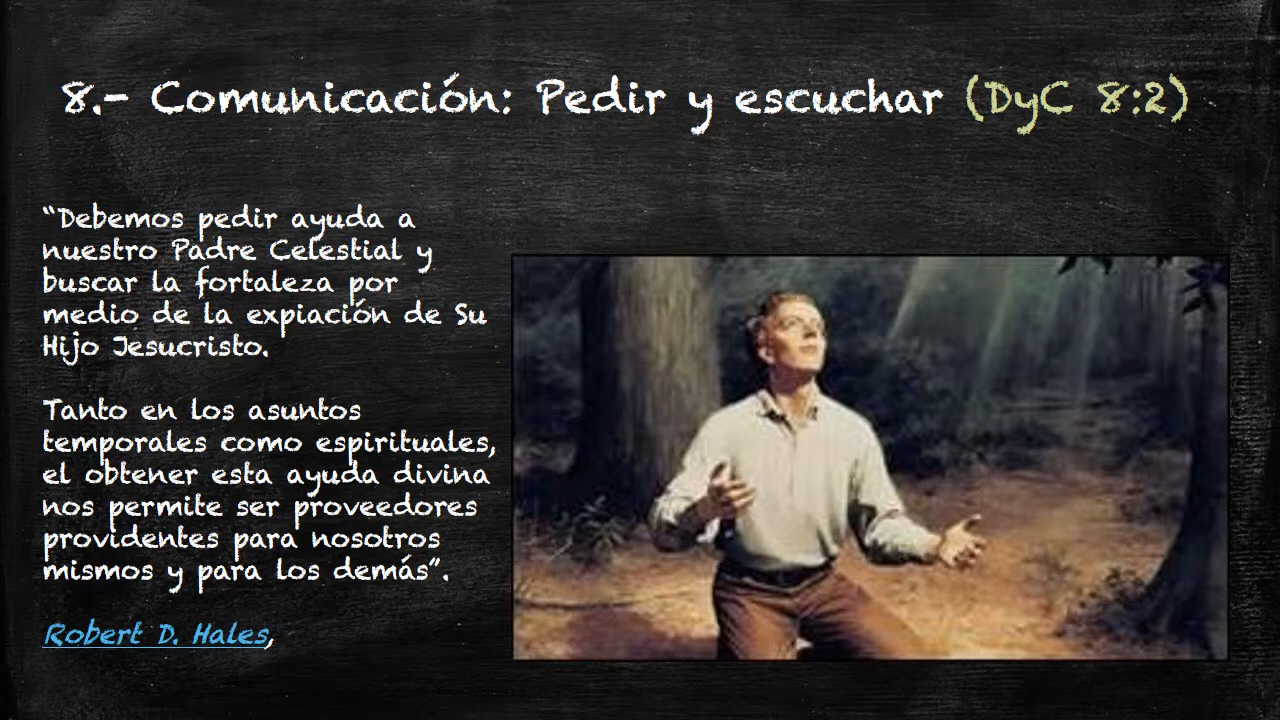 8.- Comunicación: Pedir y escuchar (DyC 8:2)
“Debemos pedir ayuda a
nuestro Padre Celestial y
buscar la fortaleza por
medio de la expiación de Su
Hijo Jesucristo.
Tanto en los asuntos
temporales como espirituales,
el obtener esta ayuda divina
nos permite ser proveedores
providentes para nosotros
mismos y para los demás”.
Robert D. Hales,